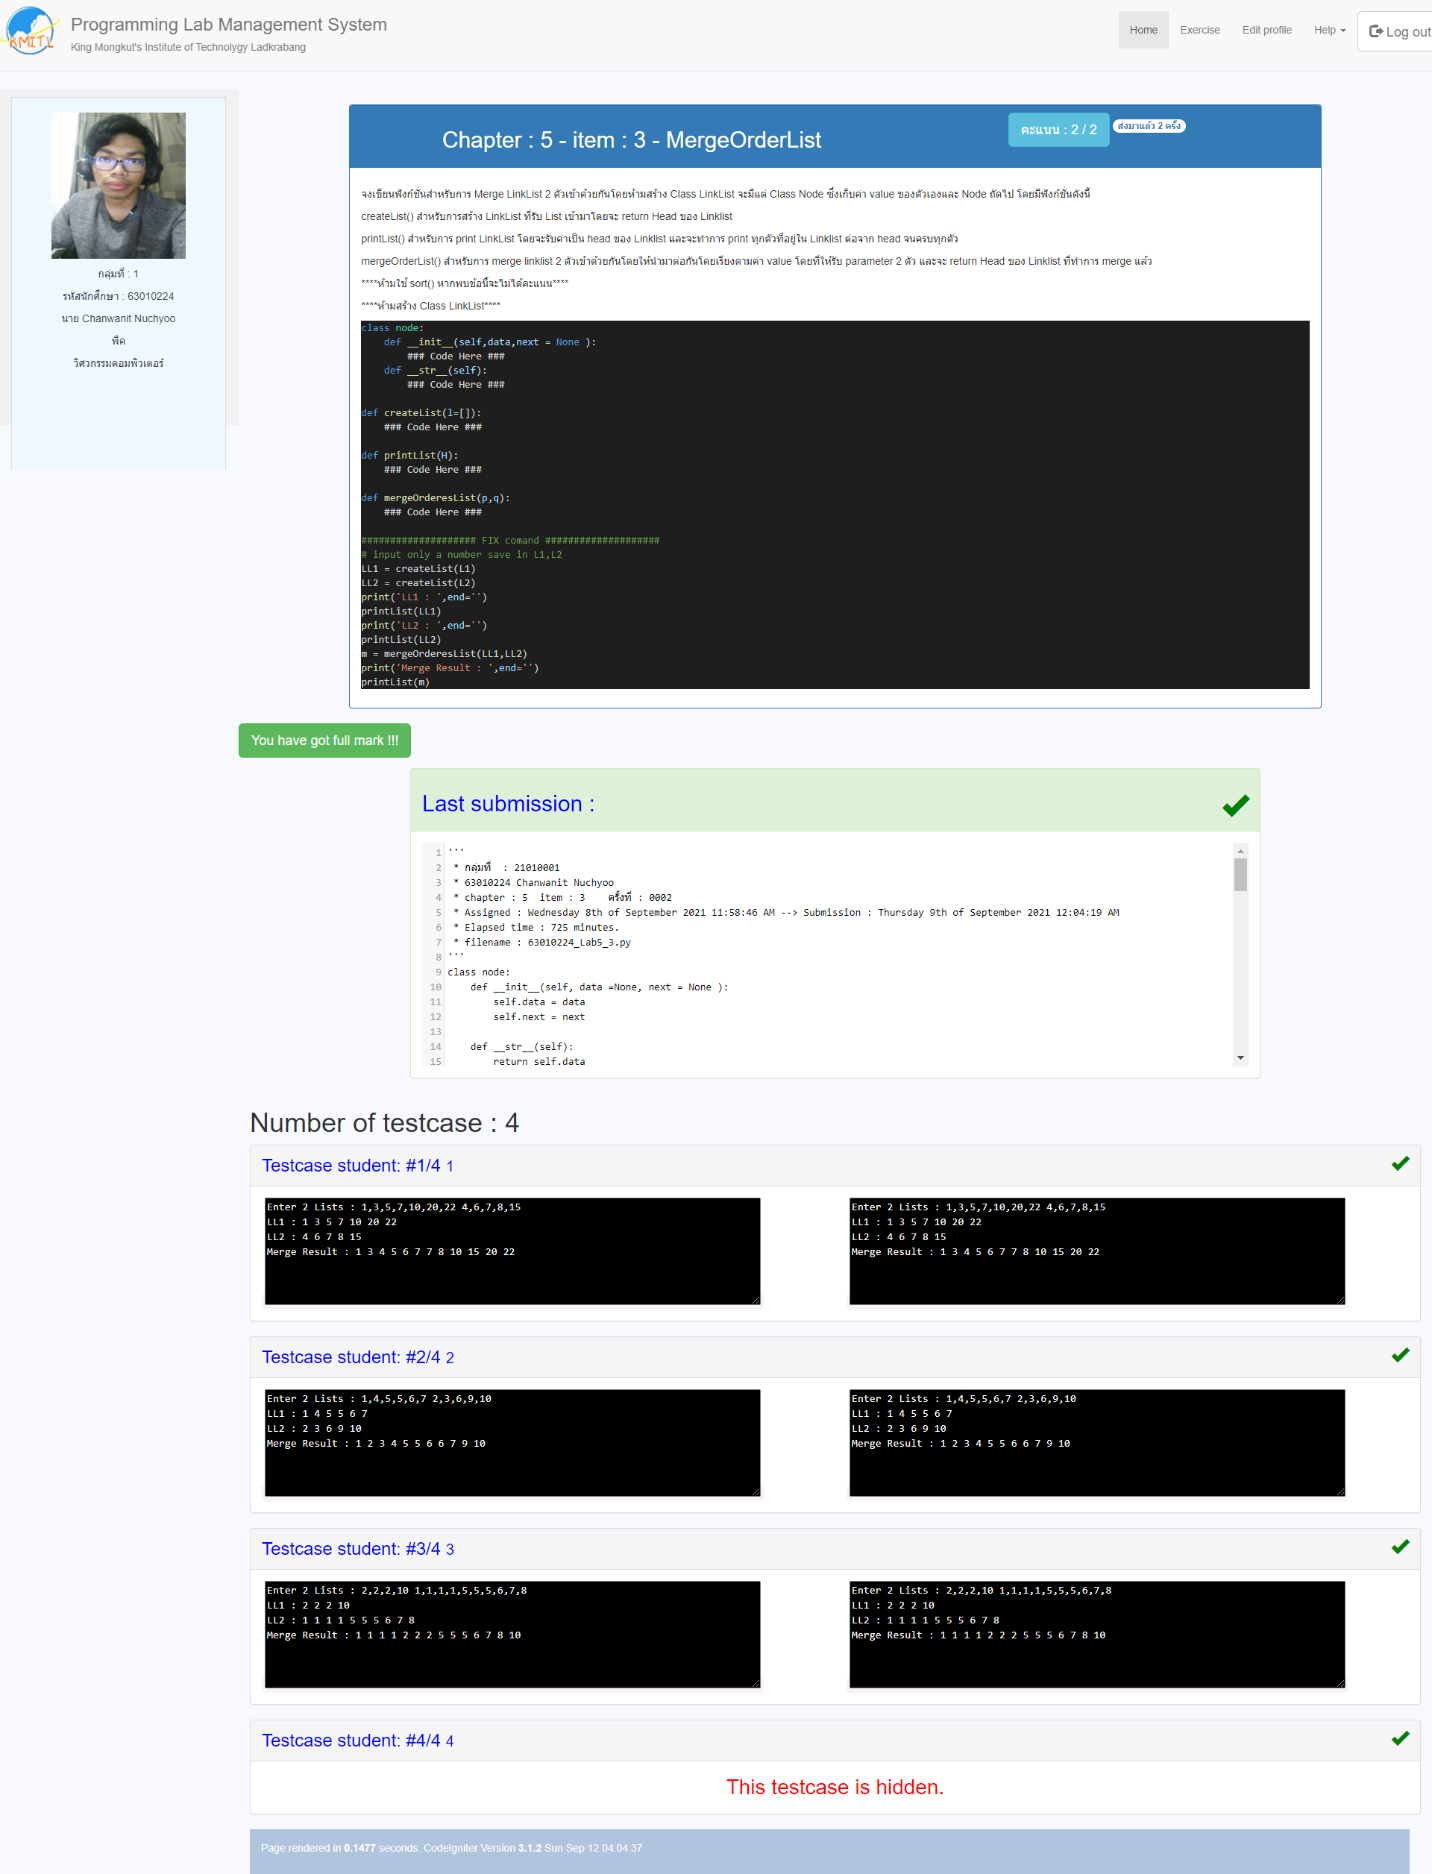 KMITL
Programming Lab Management System
King Mongkut's Institute of Technolygy Ladkrabang
Home
Exercise
Edit profile
Help
Log out
กลุ่มที่ : 1
รหัสนักศึกษา : 63010224
นาย Chanwanit Nuchyoo
พีค
วิศวกรรมคอมพิวเตอร์
Chapter : 5 - item : 3 - MergeOrderList
คะแนน : 2 / 2
ส่งมาแล้ว 2 ครั้ง
จงเขียนฟังก์ชั่นสำหรับการ Merge LinkList 2 ตัวเข้าด้วยกันโดยห้ามสร้าง Class LinkList จะมีแค่ Class Node ซึ่งเก็บค่า value ของตัวเองและ Node ถัดไป โดยมีฟังก์ชั่นดังนี้
createList() สำหรับการสร้าง LinkList ที่รับ List เข้ามาโดยจะ return Head ของ Linklist
printList() สำหรับการ print LinkList โดยจะรับค่าเป็น head ของ Linklist และจะทำการ print ทุกตัวที่อยู่ใน Linklist ต่อจาก head จนครบทุกตัว
mergeOrderList() สำหรับการ merge linklist 2 ตัวเข้าด้วยกันโดยให้นำมาต่อกันโดยเรียงตามค่า value โดยที่ให้รับ parameter 2 ตัว และจะ return Head ของ Linklist ที่ทำการ merge แล้ว
****ห้ามใช้ sort() หากพบข้อนี้จะไม่ได้คะแนน****
****ห้ามสร้าง Class LinkList****
class node:
def __init__(self,data,next = None ):
### Code Here ###
def __str__(self):
### Code Here ###
def createList(l=[]):
### Code Here ###
def printList(H):
### Code Here ###
def mergeOrderesList(p,q):
### Code Here ###
#################### FIX comand ####################
# input only a number save in L1,L2
LL1 = createList(L1)
LL2 = createList(L2)
print('LL1 : ',end='')
printList(LL1)
print('LL2 : ',end='')
printList(LL2)
m = mergeOrderesList(LL1,LL2)
print('Merge Result : ',end='')
printList(m)
You have got full mark !!!
Last submission :
1 '''
2 * กลุ่มที่ : 21010001
3 * 63010224 Chanwanit Nuchyoo
4 * chapter : 5 item : 3 ครั้งที่ : 0002
5 * Assigned : Wednesday 8th of September 2021 11:58:46 AM --> Submission : Thursday 9th of September 2021 12:04:19 AM
6 * Elapsed time : 725 minutes.
7 * filename : 63010224_Lab5_3.py
8 '''
9 class node:
10 def __init__(self, data =None, next = None ):
11 self.data = data
12 self.next = next
13
14 def __str__(self):
15 return self.data
Number of testcase : 4
Testcase student: #1/4 1
Enter 2 Lists : 1,3,5,7,10,20,22 4,6,7,8,15
LL1 : 1 3 5 7 10 20 22
LL2 : 4 6 7 8 15
Merge Result : 1 3 4 5 6 7 7 8 10 15 20 22
Enter 2 Lists : 1,3,5,7,10,20,22 4,6,7,8,15
LL1 : 1 3 5 7 10 20 22
LL2 : 4 6 7 8 15
Merge Result : 1 3 4 5 6 7 7 8 10 15 20 22
Testcase student: #2/4 2
Enter 2 Lists : 1,4,5,5,6,7 2,3,6,9,10
LL1 : 1 4 5 5 6 7
LL2 : 2 3 6 9 10
Merge Result : 1 2 3 4 5 5 6 6 7 9 10
Enter 2 Lists : 1,4,5,5,6,7 2,3,6,9,10
LL1 : 1 4 5 5 6 7
LL2 : 2 3 6 9 10
Merge Result : 1 2 3 4 5 5 6 6 7 9 10
Testcase student: #3/4 3
Enter 2 Lists : 2,2,2,10 1,1,1,1,5,5,5,6,7,8
LL1 : 2 2 2 10
LL2 : 1 1 1 1 5 5 5 6 7 8
Merge Result : 1 1 1 1 2 2 2 5 5 5 6 7 8 10
Enter 2 Lists : 2,2,2,10 1,1,1,1,5,5,5,6,7,8
LL1 : 2 2 2 10
LL2 : 1 1 1 1 5 5 5 6 7 8
Merge Result : 1 1 1 1 2 2 2 5 5 5 6 7 8 10
Testcase student: #4/4 4
This testcase is hidden.
Page rendered in 0.1477 seconds. CodeIgniter Version 3.1.2 Sun Sep 12 04:04:37